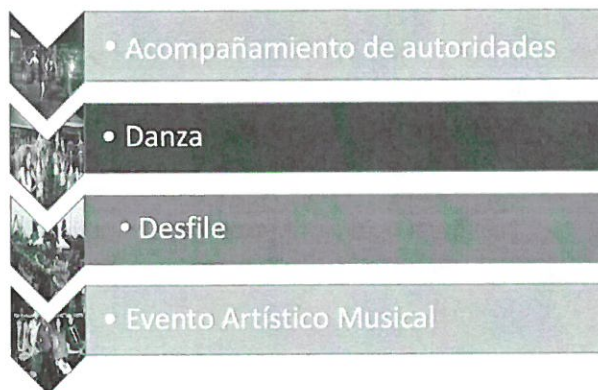 • Acompañamiento de autoridades
• Danza
• Desfile
• Evento Artístico Musical